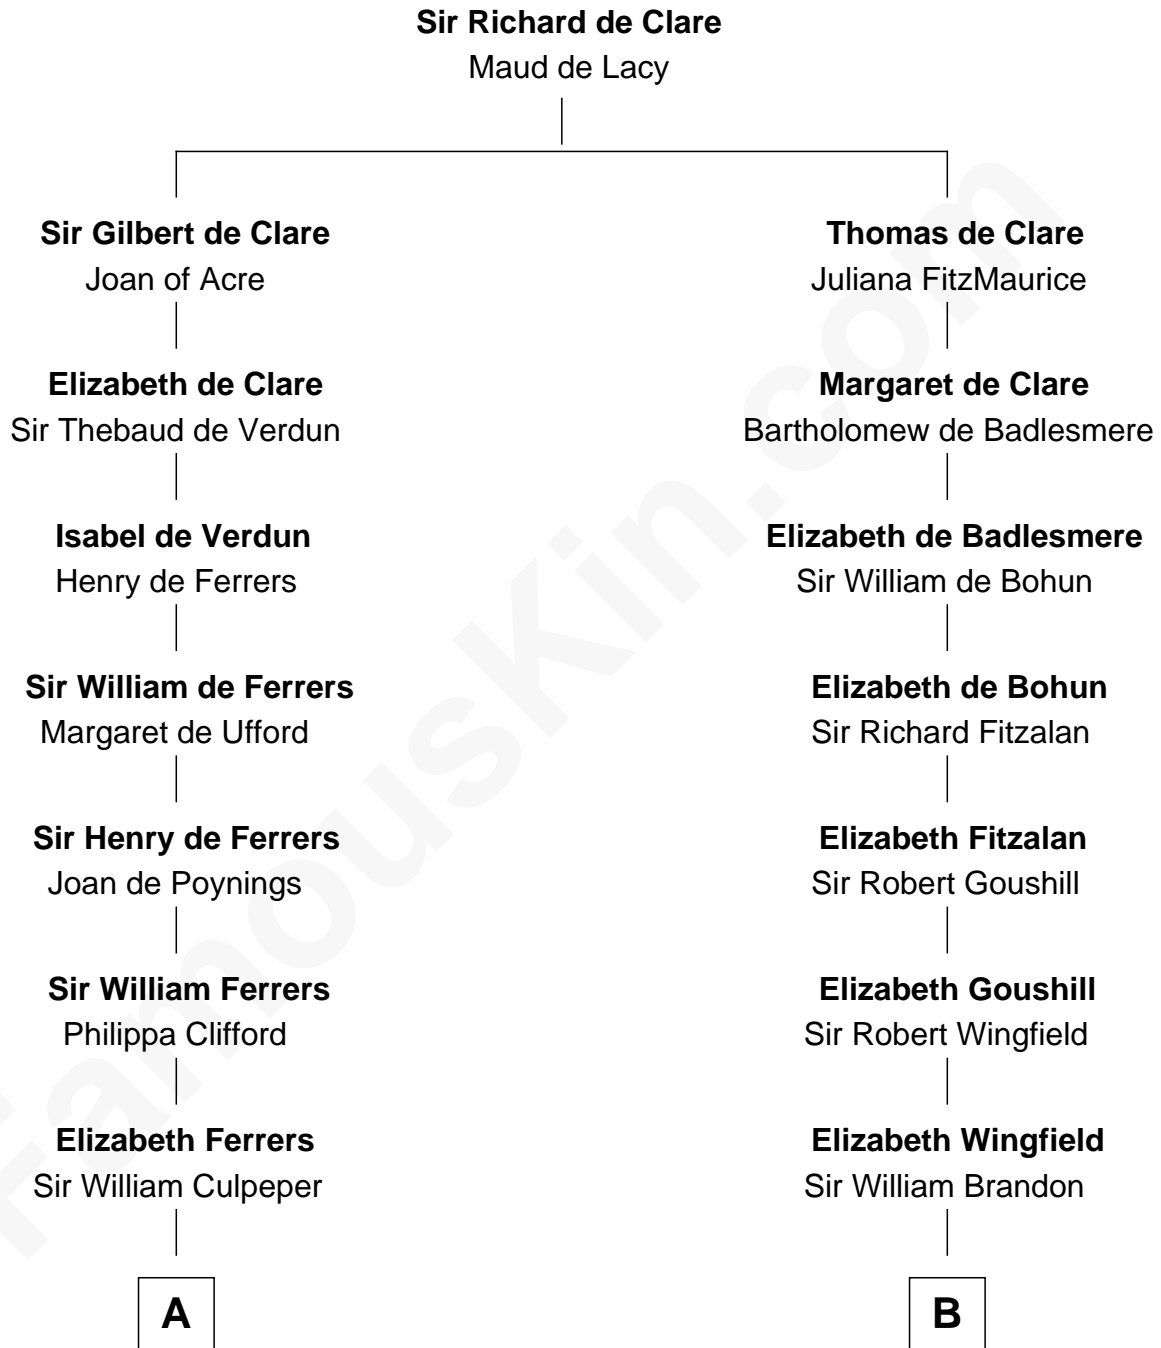 Sir Richard de Clare
Maud de Lacy
Sir Gilbert de Clare
Joan of Acre
Thomas de Clare
Juliana FitzMaurice
Elizabeth de Clare
Sir Thebaud de Verdun
Margaret de Clare
Bartholomew de Badlesmere
Isabel de Verdun
Henry de Ferrers
Elizabeth de Badlesmere
Sir William de Bohun
Sir William de Ferrers
Margaret de Ufford
Elizabeth de Bohun
Sir Richard Fitzalan
Sir Henry de Ferrers
Joan de Poynings
Elizabeth Fitzalan
Sir Robert Goushill
Sir William Ferrers
Philippa Clifford
Elizabeth Goushill
Sir Robert Wingfield
Elizabeth Ferrers
Sir William Culpeper
Elizabeth Wingfield
Sir William Brandon
A
B
FamousKin.com